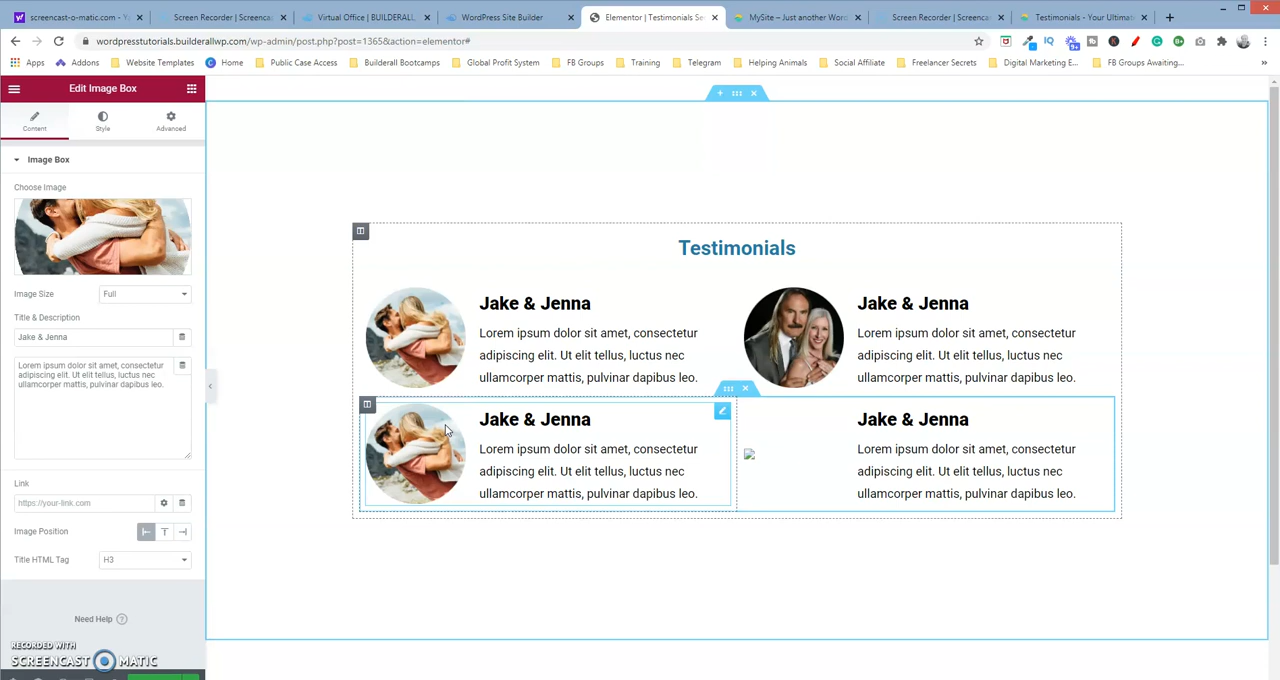 screencast-o-matic.com - Ya
Screen Recorder | Screencas
Virtual Office | BUILDERALL
WordPress Site Builder
Elementor | Testimonials Se
MySite – Just another Word
Screen Recorder | Screencas
Testimonials - Your Ultimat
wordpresstutorials.builderallwp.com/wp-admin/post.php?post=1365&action=elementor#
Apps
Addons
Website Templates
Home
Public Case Access
Builderall Bootcamps
Global Profit System
FB Groups
Training
Telegram
Helping Animals
Social Affiliate
Freelancer Secrets
Digital Marketing E...
FB Groups Awaiting...
Edit Image Box
Content
Style
Advanced
Image Box
Choose Image
Image Size
Full
Title & Description
Jake & Jenna
Lorem ipsum dolor sit amet, consectetur
adipiscing elit. Ut elit tellus, luctus nec
ullamcorper mattis, pulvinar dapibus leo.
Link
https://your-link.com
Image Position
Title HTML Tag
H3
Need Help
RECORDED WITH
SCREENCAST MATIC
Testimonials
Jake & Jenna
Lorem ipsum dolor sit amet, consectetur
adipiscing elit. Ut elit tellus, luctus nec
ullamcorper mattis, pulvinar dapibus leo.
Jake & Jenna
Lorem ipsum dolor sit amet, consectetur
adipiscing elit. Ut elit tellus, luctus nec
ullamcorper mattis, pulvinar dapibus leo.
Jake & Jenna
Lorem ipsum dolor sit amet, consectetur
adipiscing elit. Ut elit tellus, luctus nec
ullamcorper mattis, pulvinar dapibus leo.
Jake & Jenna
Lorem ipsum dolor sit amet, consectetur
adipiscing elit. Ut elit tellus, luctus nec
ullamcorper mattis, pulvinar dapibus leo.